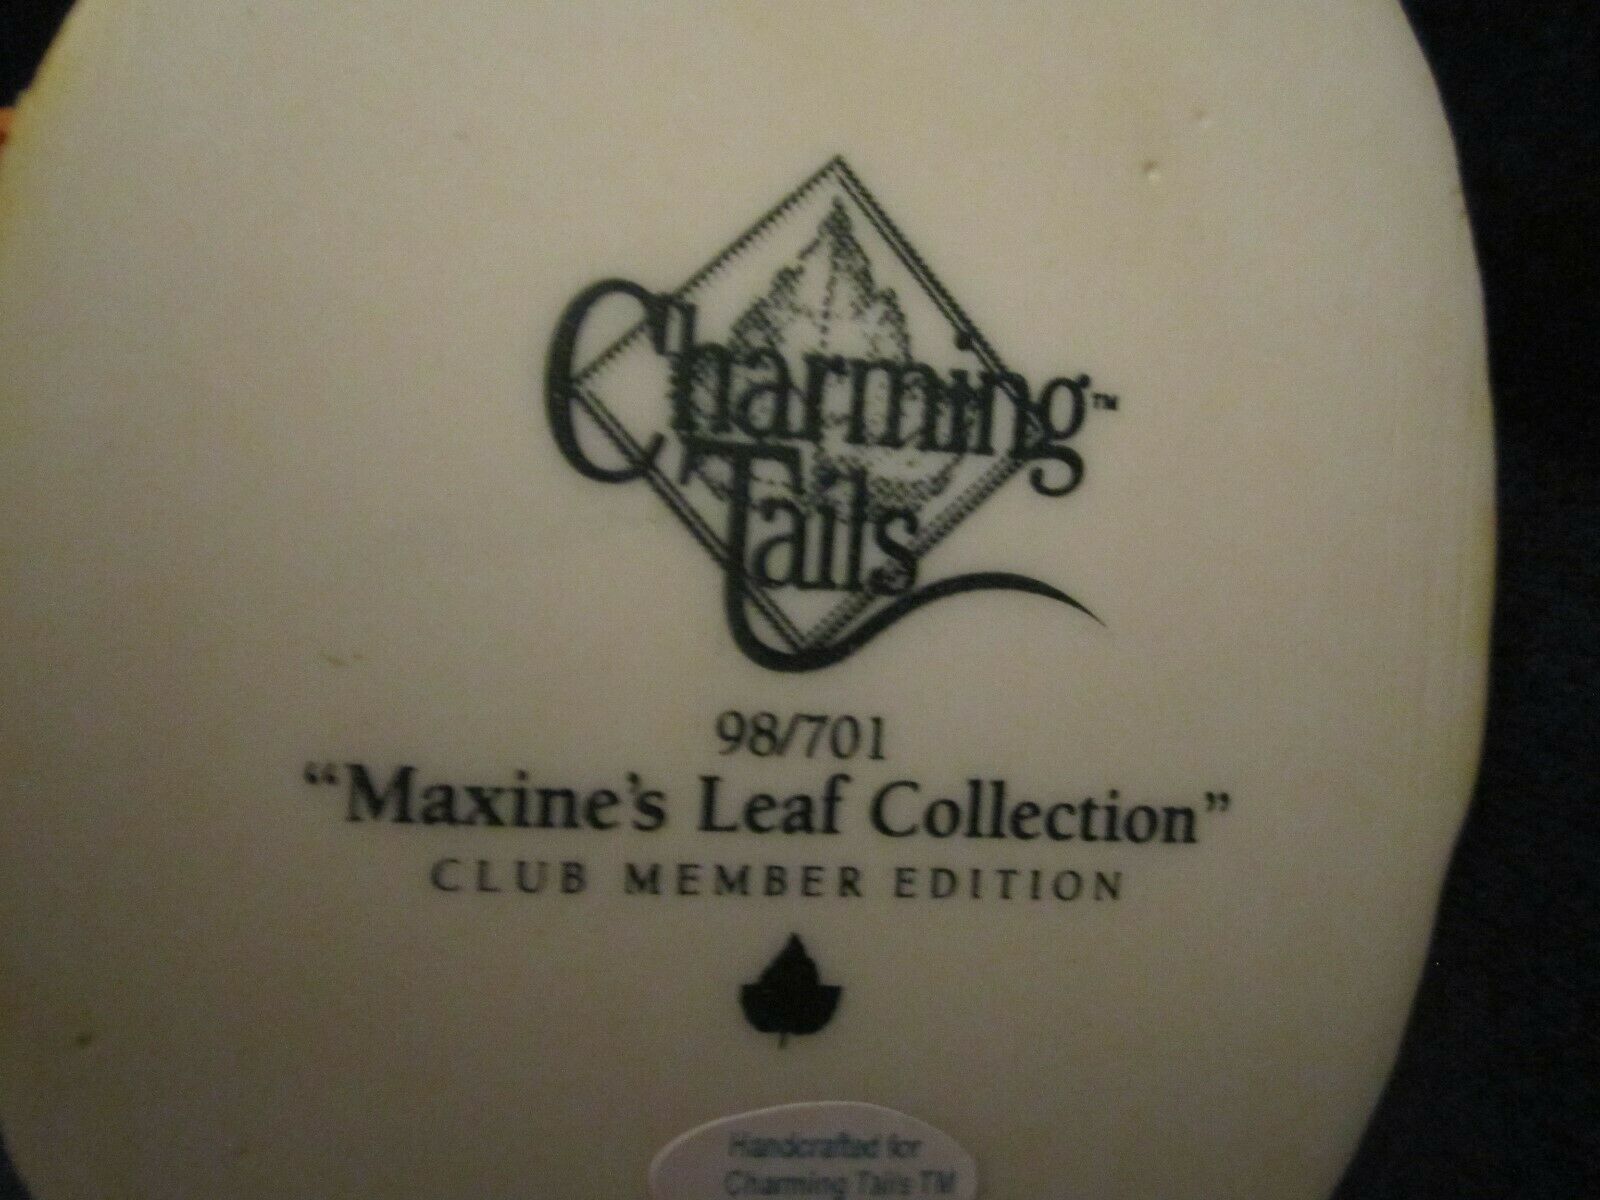 Charming™
Tails
98/701
“Maxine's Leaf Collection”
CLUB MEMBER EDITION
Handcrafted for
Charming Tails TM